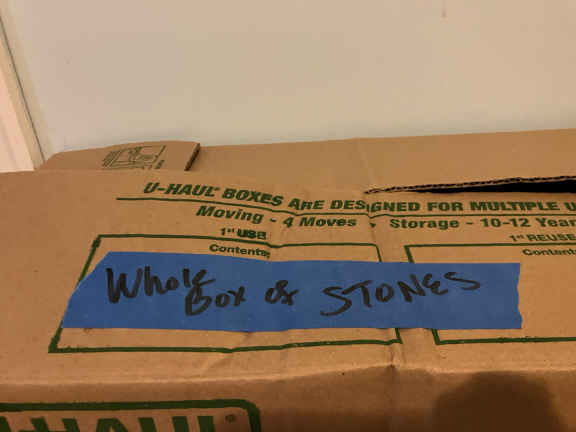 U-HAUL® BOXES ARE DESIGNED FOR MULTIPLE U
Moving - 4 Moves, Storage - 10-12 Year
1st USE
1st REUSE
Contents
Content
Whole
Box of STONES
U-HAUL®